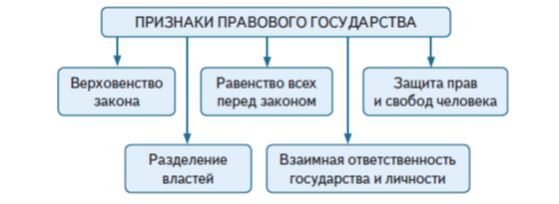 ПРИЗНАКИ ПРАВОВОГО ГОСУДАРСТВА
Верховенство
закона
Равенство всех
перед законом
Защита прав
и свобод человека
Разделение
властей
Взаимная ответственность
государства и личности